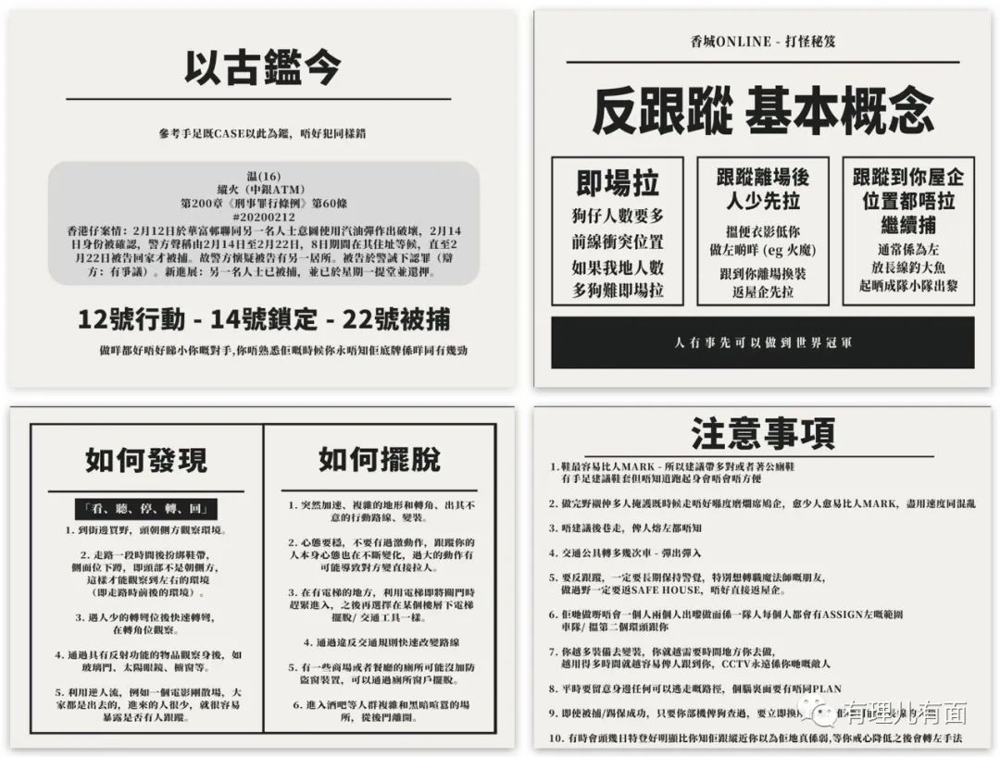 以古鑑今
參考手足既CASE以此為鑑，唔好犯同樣錯
温(16)
縱火（中銀ATM）
第200章《刑事罪行條例》第60條
#20200212
香港仔案情：2月12日於華富邨聯同另一名人士意圖使用汽油彈作出破壞，2月14
日身份被確認，警方聲稱由2月14日至2月22日，8日期間在其住址等候，直至2
月22日被告回家才被捕。故警方懷疑被告有另一居所。被告於警誡下認罪（辯
方：有爭議）。新進展：另一名人士已被捕，並已於星期一提堂並還押。
12號行動 - 14號鎖定 - 22號被捕
做咩都好唔好睇小你嘅對手,你唔熟悉佢嘅時候你永唔知佢底牌係咩同有幾勁
香城ONLINE - 打怪秘笈
反跟蹤 基本概念
即場拉
狗仔人數要多
前線衝突位置
如果我地人數
多狗難即場拉
跟蹤離場後
人少先拉
搵便衣影低你
做左啲咩 (eg 火魔)
跟到你離場換裝
返屋企先拉
跟蹤到你屋企
位置都唔拉
繼續捕
通常係為左
放長線釣大魚
起晒成隊小隊出黎
人有事先可以做到世界冠軍
如何發現
「看、聽、停、轉、回」
1. 到街邊買野，頭朝側方觀察環境。
2. 走路一段時間後扮綁鞋帶，
側面位下蹲，即頭部不是朝側方，
這樣才能觀察到左右的環境
（即走路時前後的環境）。
3. 遇人少的轉彎位後快速轉彎，
在轉角位觀察。
4. 通過具有反射功能的物品觀察身後，如
玻璃門、太陽眼鏡、櫥窗等。
5. 利用逆人流，例如一個電影剛散場，大
家都是出去的，進來的人很少，就很容易
暴露是否有人跟蹤。
如何擺脫
1. 突然加速、複雜的地形和轉角、出其不
意的行動路線、變裝。
2. 心態要穩，不要有過激動作，跟蹤你的
人本身心態也在不斷變化，過大的動作有
可能導致對方變直接拉人。
3. 在有電梯的地方，利用電梯即將關門時
趕緊進入，之後再選擇在某個樓層下電梯
擺脫/ 交通工具一樣。
4. 通過違反交通規則快速改變路線
5. 有一些商場或者餐廳的廁所可能沒加防
盜窗裝置，可以通過廁所窗戶擺脫。
6. 進入酒吧等人群複雜和黑暗喧囂的場
所，從後門離開。
注意事項
1. 鞋最容易比人MARK - 所以建議帶多對或者著公廁鞋
有手足建議鞋套但唔知道跑起身會唔會唔方便
2. 做完野襯仲多人掩護既時候走唔好喺度磨爛席鳩企，愈少人愈易比人MARK，盡用速度同混亂
3. 唔建議後巷走，俾人熔左都唔知
4. 交通公具轉多幾次車 - 彈出彈入
5. 要反跟蹤，一定要長期保持警覺，特別想轉職魔法師嘅朋友，
做過野一定要返SAFE HOUSE，唔好直接返屋企。
6. 佢哋做嘢唔會一個人兩個人出嚟做而係一隊人每個人都會有ASSIGN左嘅範圍
車隊/ 搵第二個環頭跟你
7. 你越多裝備去變裝，你就越需要時間地方你去做，
越用得多時間就越容易俾人跟到你，CCTV永遠係你哋嘅敵人
8. 平時要留意身邊任何可以逃走嘅路徑，個腦裏面要有唔同PLAN
9. 即使被捕/踢保成功，只要你部機俾狗查過，要立即換
10. 有時會頭幾日特登好明顯比你知佢跟縱近你以為佢地真係弱,等你戒心降低之後會轉左手法
有理儿有面